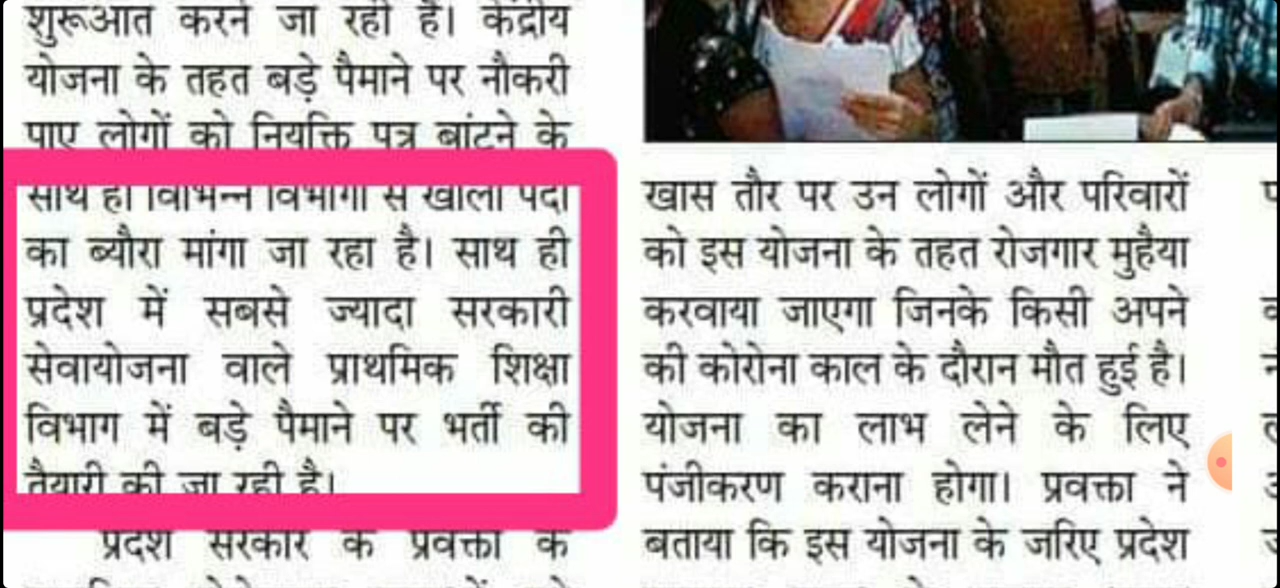 शुरूआत करने जा रही है। केंद्रीय
योजना के तहत बड़े पैमाने पर नौकरी
पाए लोगों को नियुक्ति पत्र बांटने के
साथ ही विभिन्न विभागों से खाली पदों
का ब्यौरा मांगा जा रहा है। साथ ही
प्रदेश में सबसे ज्यादा सरकारी
सेवायोजना वाले प्राथमिक शिक्षा
विभाग में बड़े पैमाने पर भर्ती की
तैयारी की जा रही है।
प्रदेश सरकार के प्रवक्ता के
खास तौर पर उन लोगों और परिवारों
को इस योजना के तहत रोजगार मुहैया
करवाया जाएगा जिनके किसी अपने
की कोरोना काल के दौरान मौत हुई है।
योजना का लाभ लेने के लिए
पंजीकरण कराना होगा। प्रवक्ता ने
बताया कि इस योजना के जरिए प्रदेश